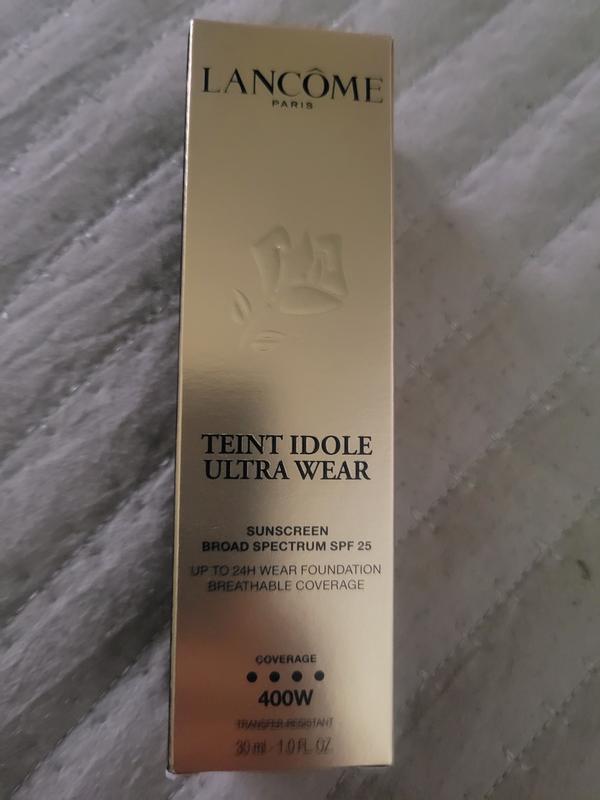 LANCÔME
PARIS
TEINT IDOLE
ULTRA WEAR
SUNSCREEN
BROAD SPECTRUM SPF 25
UP TO 24H WEAR FOUNDATION
BREATHABLE COVERAGE
COVERAGE
400W
TRANSFER-RESISTANT
30 ml - 1.0 FL. OZ.